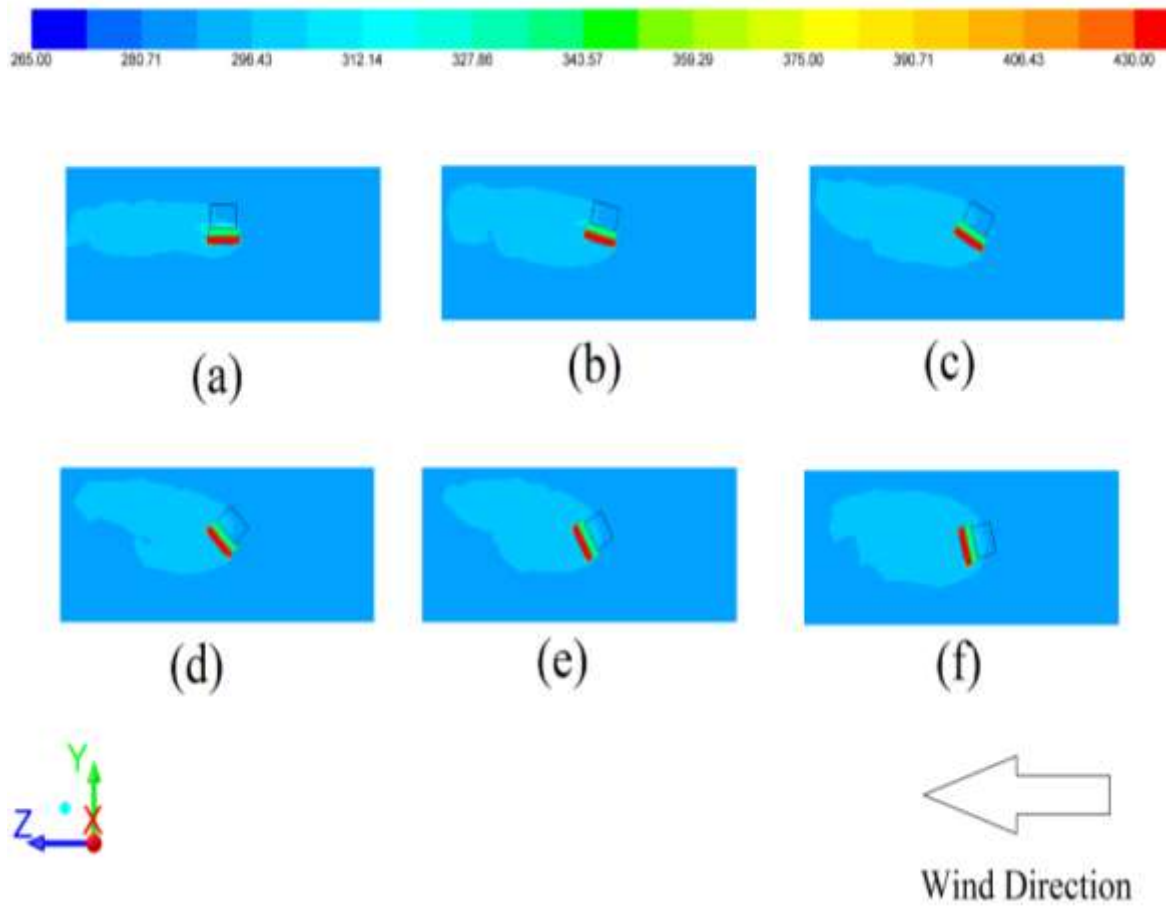 265.00 280.71 296.43 312.14 327.86 343.57 359.29 375.00 390.71 406.43 430.00
(a) (b) (c)
(d) (e) (f)
Y
X
Z
Wind Direction